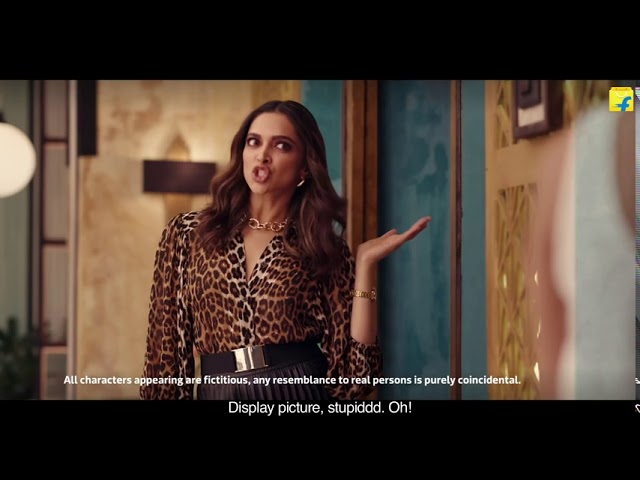 All characters appearing are fictitious, any resemblance to real persons is purely coincidental.
Display picture, stupiddd. Oh!